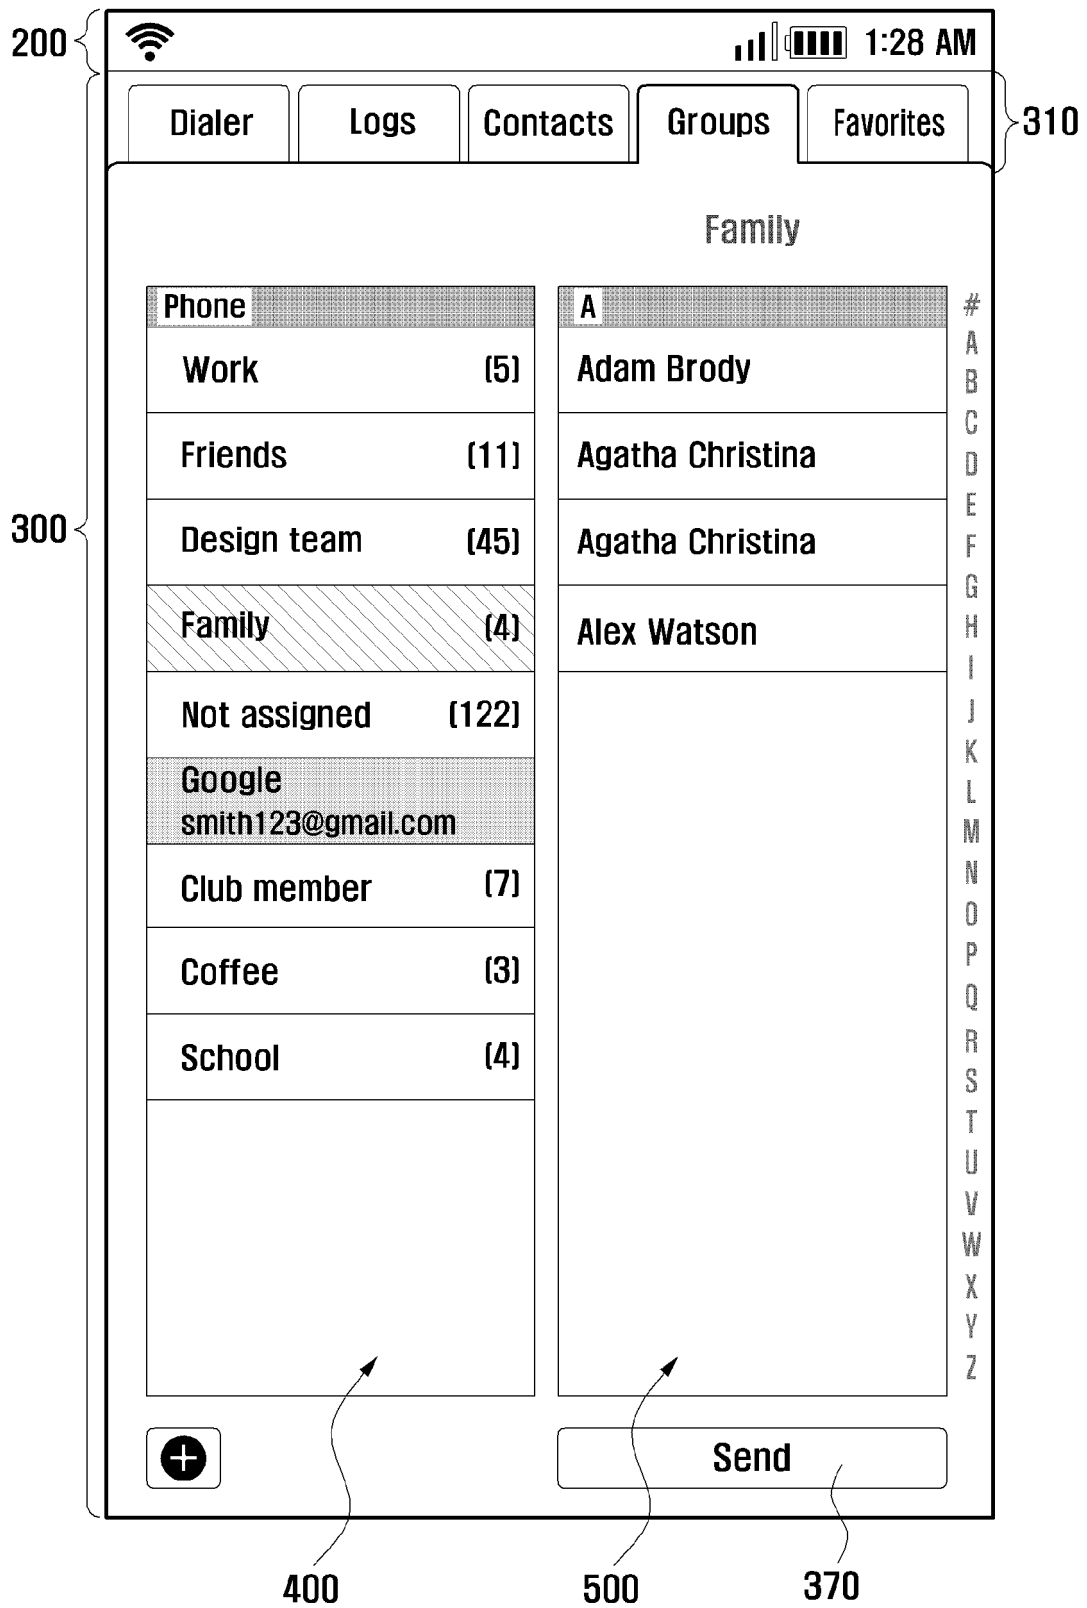 200
1:28 AM
Dialer
Logs
Contacts
Groups
Favorites
310
Family
Phone
Work (5)
Friends (11)
Design team (45)
Family (4)
Not assigned (122)
Google
smith123@gmail.com
Club member (7)
Coffee (3)
School (4)
300
A
Adam Brody
Agatha Christina
Agatha Christina
Alex Watson
#
A
B
C
D
E
F
G
H
I
J
K
L
M
N
O
P
Q
R
S
T
U
V
W
X
Y
Z
Send
400
500
370